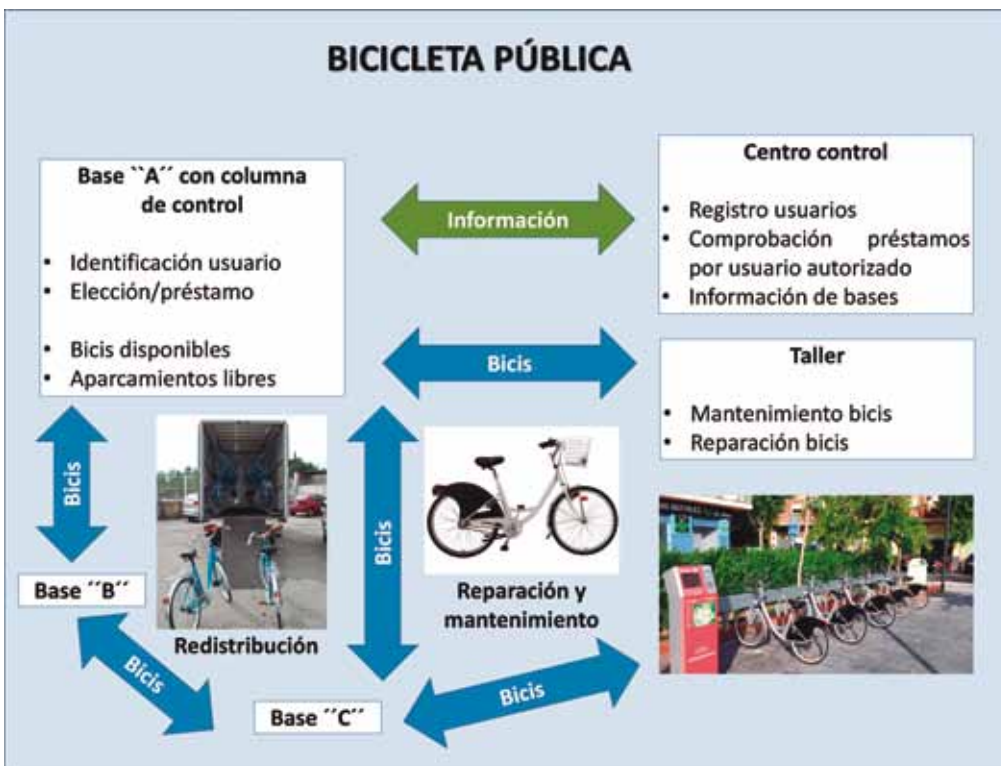 BICICLETA PÚBLICA
Base ``A´´ con columna
de control
• Identificación usuario
• Elección/préstamo
• Bicis disponibles
• Aparcamientos libres
Información
Centro control
• Registro usuarios
• Comprobación préstamos
por usuario autorizado
• Información de bases
Bicis
Taller
• Mantenimiento bicis
• Reparación bicis
Bicis
Bicis
Base ´´B´´
Redistribución
Reparación y
mantenimiento
Bicis
Base ´´C´´
Bicis